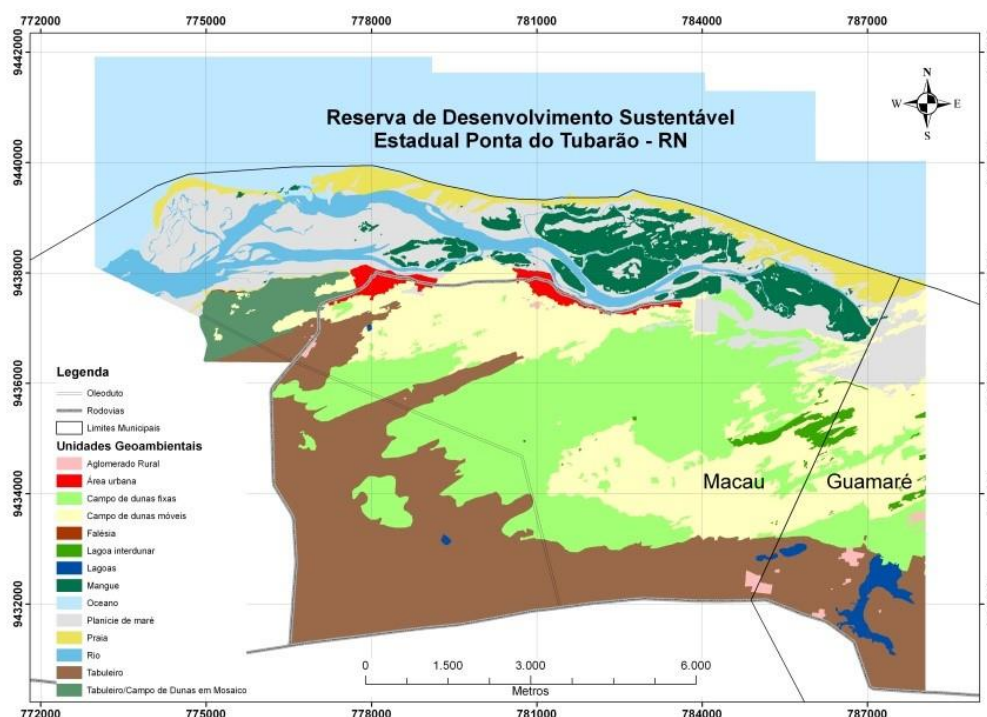 772000 775000 778000 781000 784000 787000
9442000
9440000
9438000
9436000
9434000
9432000
N
W E
S
Reserva de Desenvolvimento Sustentável
Estadual Ponta do Tubarão - RN
Macau Guamaré
Legenda
Oleoduto
Rodovias
Limites Municipais
Unidades Geoambientais
Aglomerado Rural
Área urbana
Campo de dunas fixas
Campo de dunas móveis
Falésia
Lagoa interdunar
Lagoas
Mangue
Oceano
Planície de maré
Praia
Rio
Tabuleiro
Tabuleiro/Campo de Dunas em Mosaico
0 1.500 3.000 6.000
Metros
772000 775000 778000 781000 784000 787000